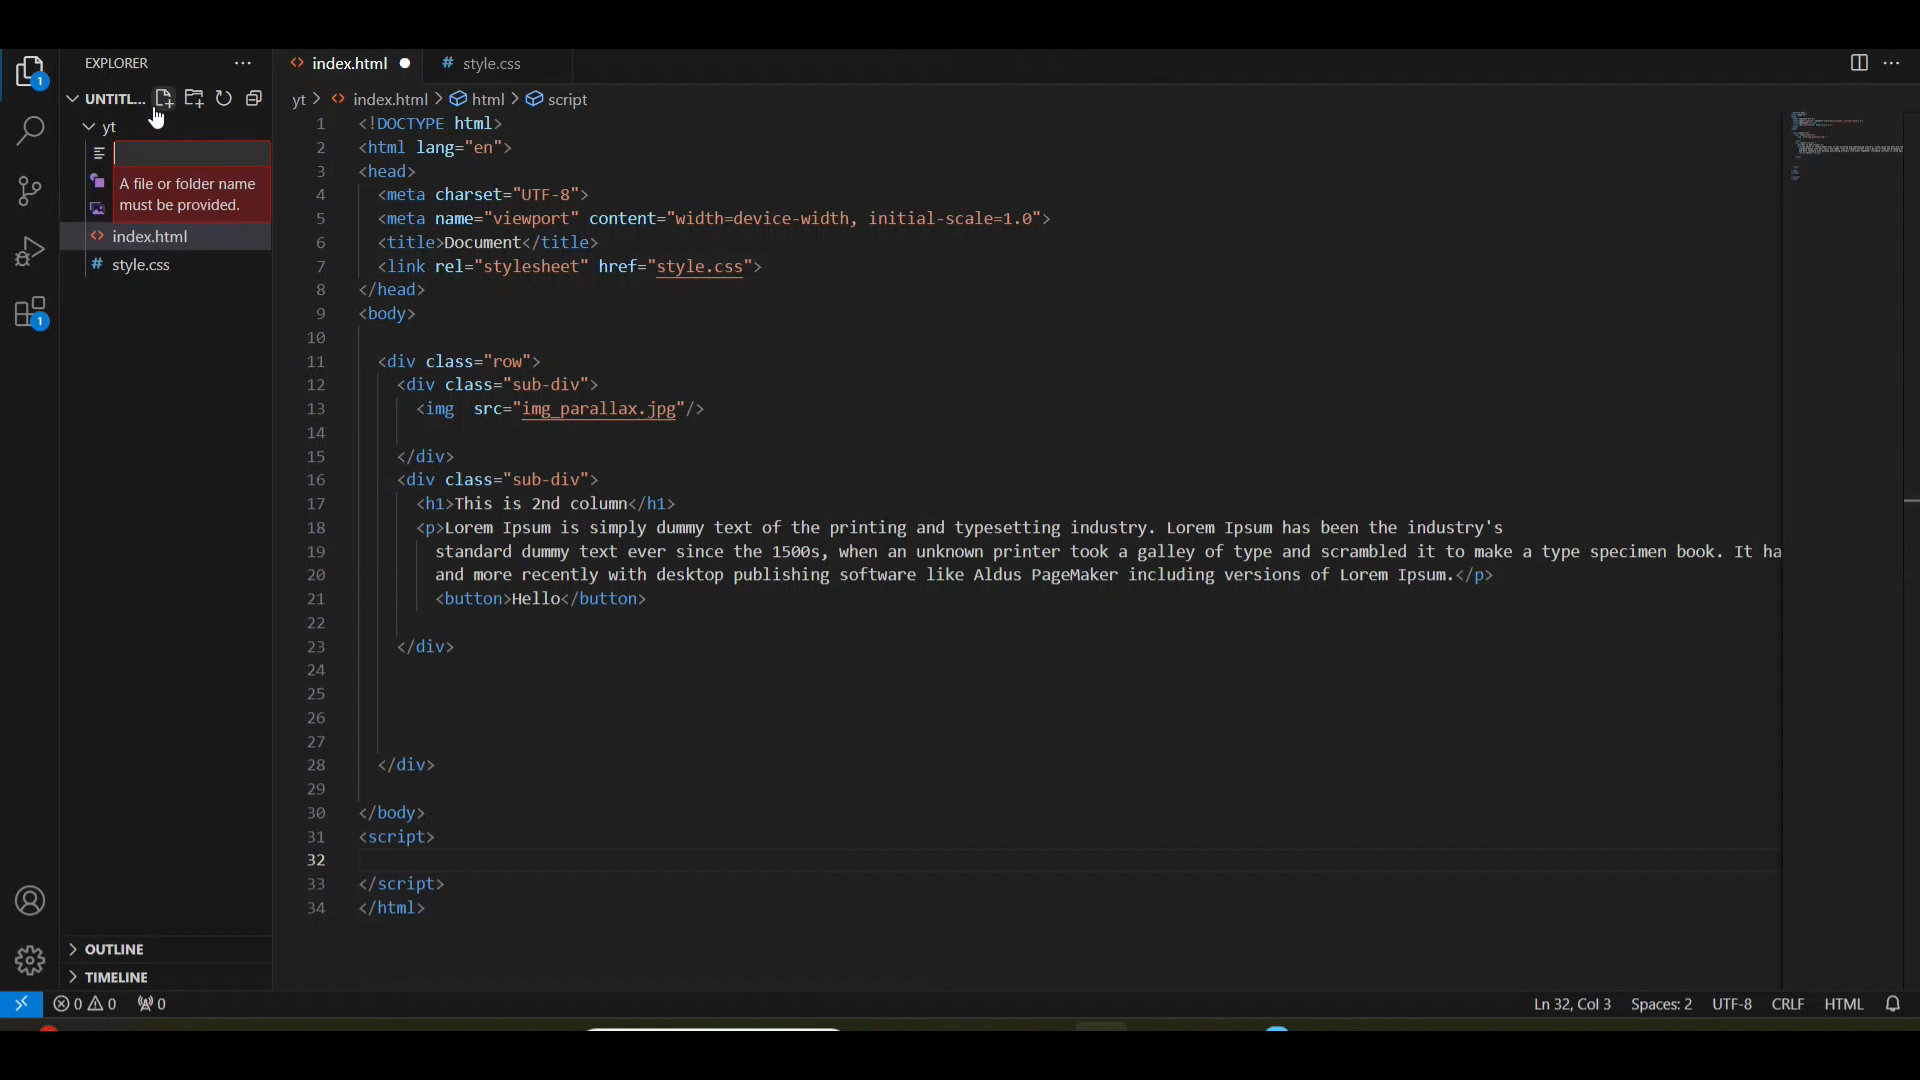 EXPLORER
1
UNTITL...
yt
A file or folder name
must be provided.
index.html
style.css
1
OUTLINE
TIMELINE
index.html
# style.css
yt > index.html > html > script
1 <!DOCTYPE html>
2 <html lang="en">
3 <head>
4 <meta charset="UTF-8">
5 <meta name="viewport" content="width=device-width, initial-scale=1.0">
6 <title>Document</title>
7 <link rel="stylesheet" href="style.css">
8 </head>
9 <body>
10
11 <div class="row">
12 <div class="sub-div">
13 <img  src="img_parallax.jpg"/>
14
15 </div>
16 <div class="sub-div">
17 <h1>This is 2nd column</h1>
18 <p>Lorem Ipsum is simply dummy text of the printing and typesetting industry. Lorem Ipsum has been the industry's
19 standard dummy text ever since the 1500s, when an unknown printer took a galley of type and scrambled it to make a type specimen book. It ha
20 and more recently with desktop publishing software like Aldus PageMaker including versions of Lorem Ipsum.</p>
21 <button>Hello</button>
22
23 </div>
24
25
26
27
28 </div>
29
30 </body>
31 <script>
32
33 </script>
34 </html>
0 0 0
Ln 32, Col 3 Spaces: 2 UTF-8 CRLF HTML